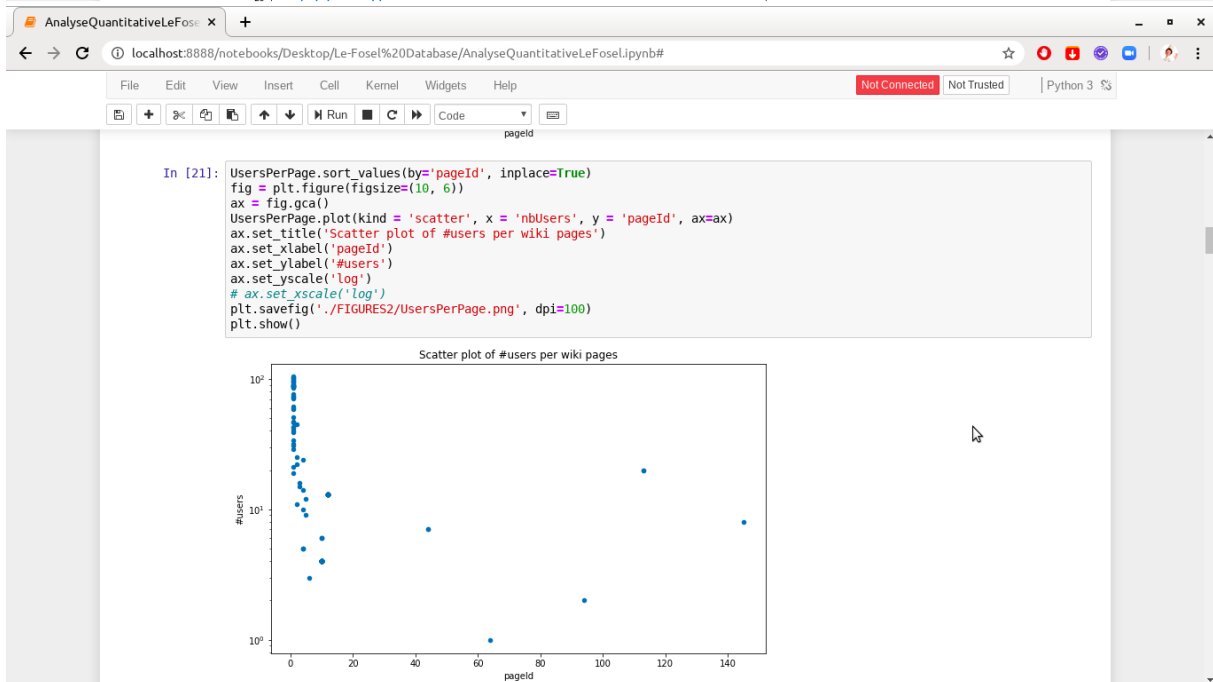 AnalyseQuantitativeLeFose
localhost:8888/notebooks/Desktop/Le-Fosel%20Database/AnalyseQuantitativeLeFosel.ipynb#
File Edit View Insert Cell Kernel Widgets Help Not Connected Not Trusted Python 3
Run Code
pageId
In [21]: UsersPerPage.sort_values(by='pageId', inplace=True)
fig = plt.figure(figsize=(10, 6))
ax = fig.gca()
UsersPerPage.plot(kind = 'scatter', x = 'nbUsers', y = 'pageId', ax=ax)
ax.set_title('Scatter plot of #users per wiki pages')
ax.set_xlabel('pageId')
ax.set_ylabel('#users')
ax.set_yscale('log')
# ax.set_xscale('log')
plt.savefig('./FIGURES2/UsersPerPage.png', dpi=100)
plt.show()
Scatter plot of #users per wiki pages
10²
10¹
10⁰
#users
0 20 40 60 80 100 120 140
pageId